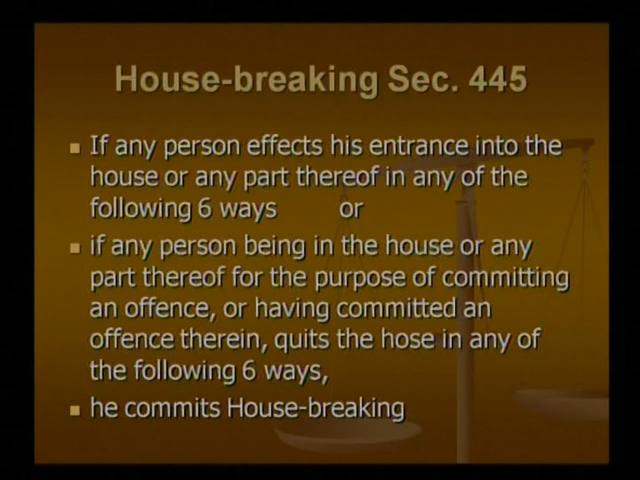 House-breaking Sec. 445
If any person effects his entrance into the
house or any part thereof in any of the
following 6 ways or
if any person being in the house or any
part thereof for the purpose of committing
an offence, or having committed an
offence therein, quits the hose in any of
the following 6 ways,
he commits House-breaking